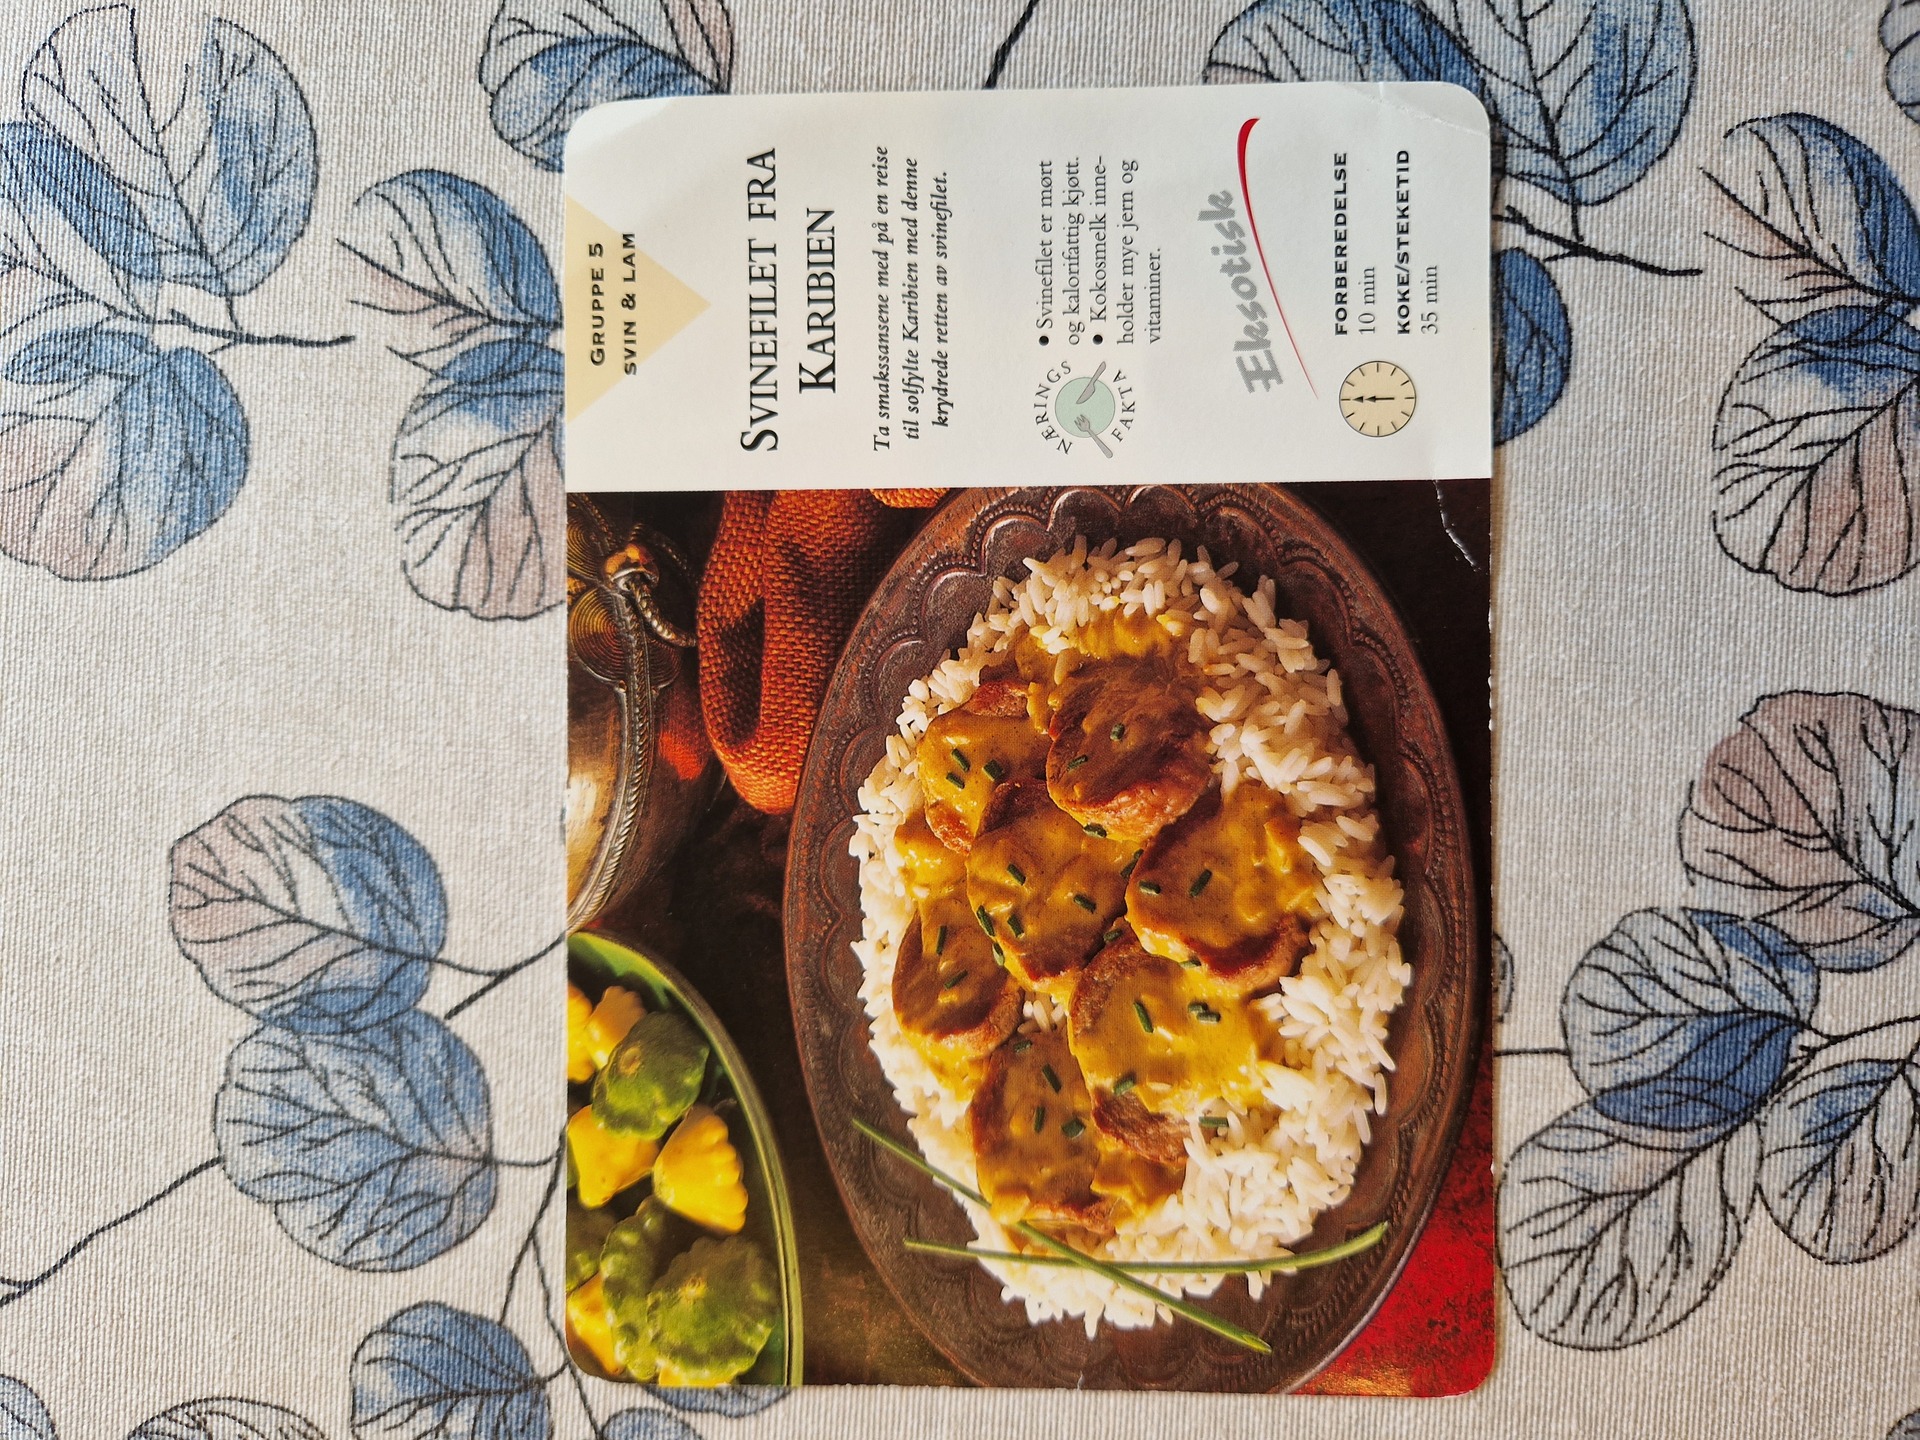 GRUPPE 5
SVIN & LAM
SVINEFILET FRA
KARIBIEN
Ta smakssansene med på en reise
til solfylte Karibien med denne
krydrede retten av svinefilet.
NÆRINGS
FAKTA
• Svinefilet er mørt
og kalorifattig kjøtt.
• Kokosmelk inne-
holder mye jern og
vitaminer.
Eksotisk
FORBEREDELSE
10 min
KOKE/STEKETID
35 min